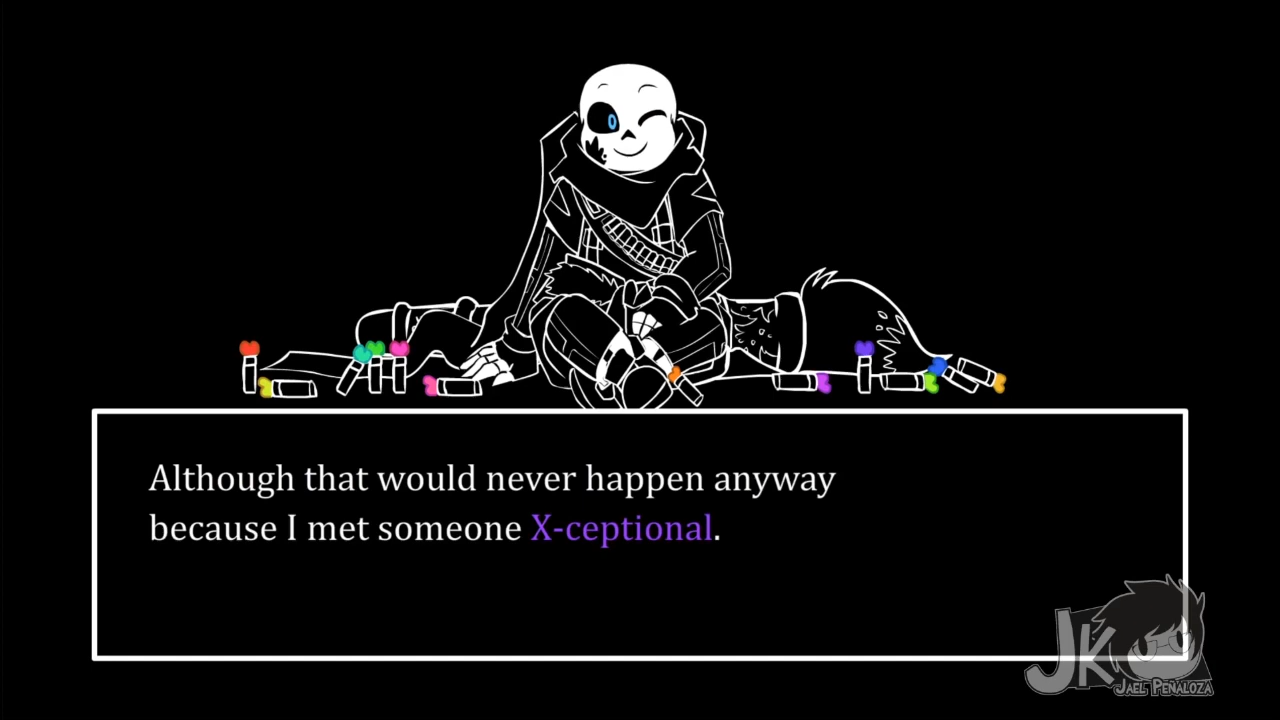 Although that would never happen anyway
because I met someone X-ceptional.
JK
JAEL PEÑALOZA